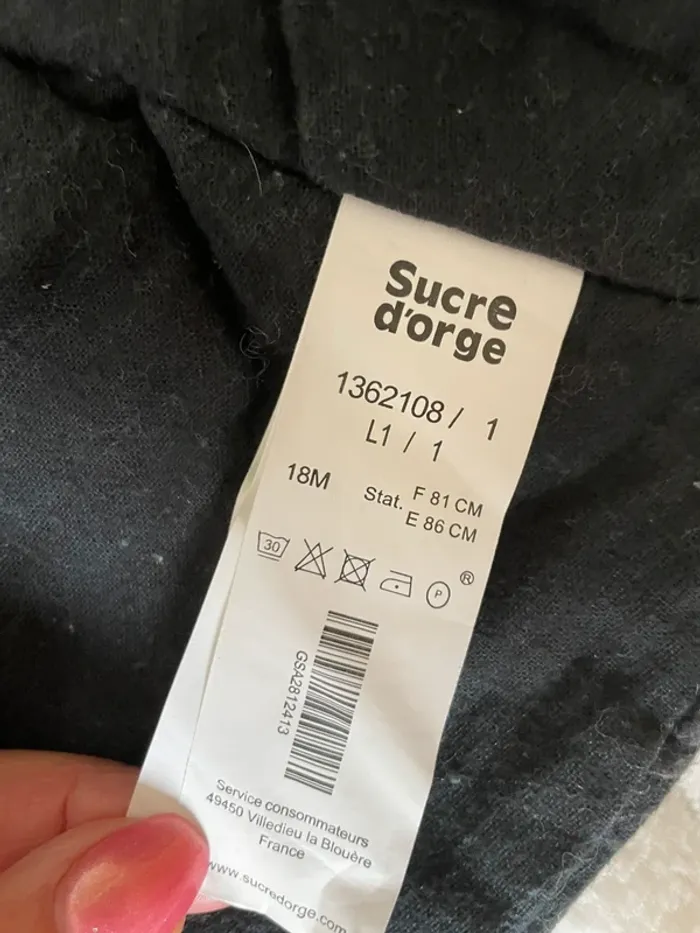 Sucre
d'orge
1362108 / 1
L1 / 1
18M
Stat. F 81 CM
E 86 CM
30
P
®
GSA2812413
Service consommateurs
49450 Villedieu la Blouère
France
www.sucredorge.com